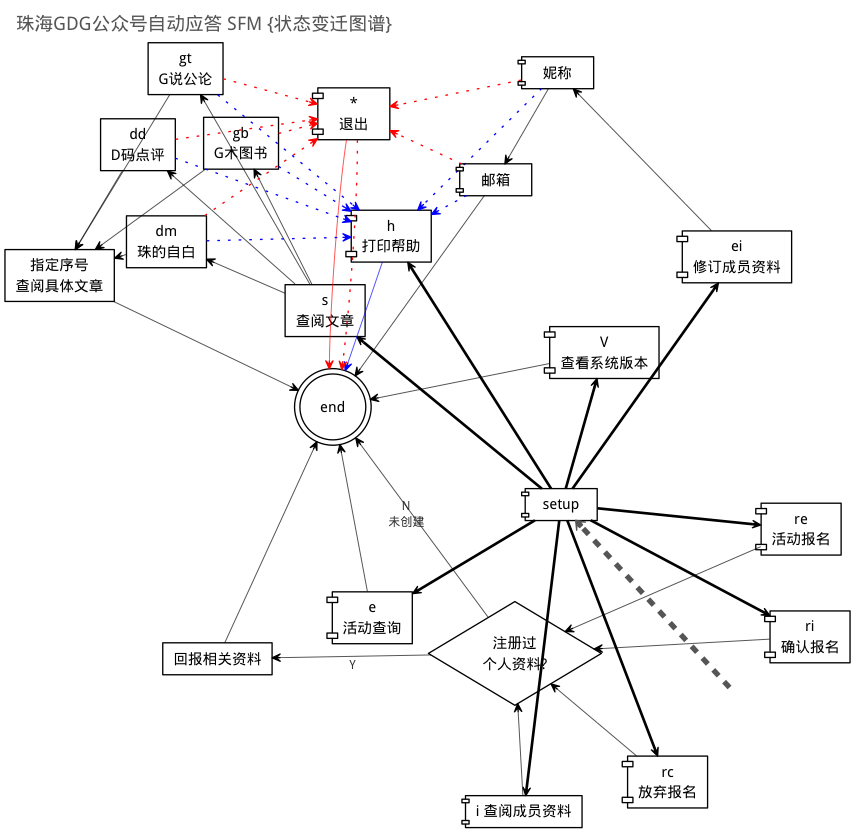 珠海GDG公众号自动应答 SFM {状态变迁图谱}
gt
G说公论
*
退出
妮称
dd
D码点评
gb
G术图书
邮箱
dm
珠的自白
h
打印帮助
ei
修订成员资料
指定序号
查阅具体文章
s
查阅文章
V
查看系统版本
end
setup
N
未创建
re
活动报名
e
活动查询
ri
确认报名
注册过
个人资料?
回报相关资料
Y
rc
放弃报名
i 查阅成员资料